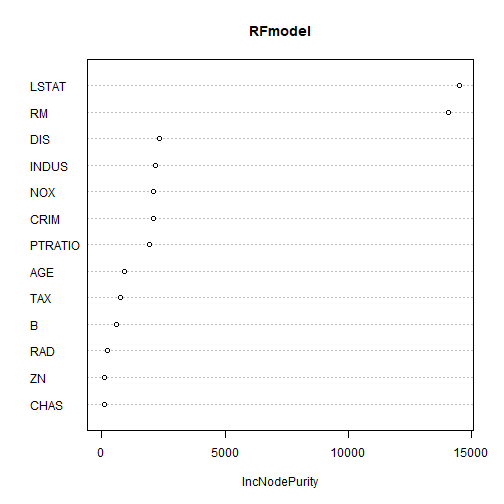 RFmodel
LSTAT
RM
DIS
INDUS
NOX
CRIM
PTRATIO
AGE
TAX
B
RAD
ZN
CHAS
0 5000 10000 15000
IncNodePurity